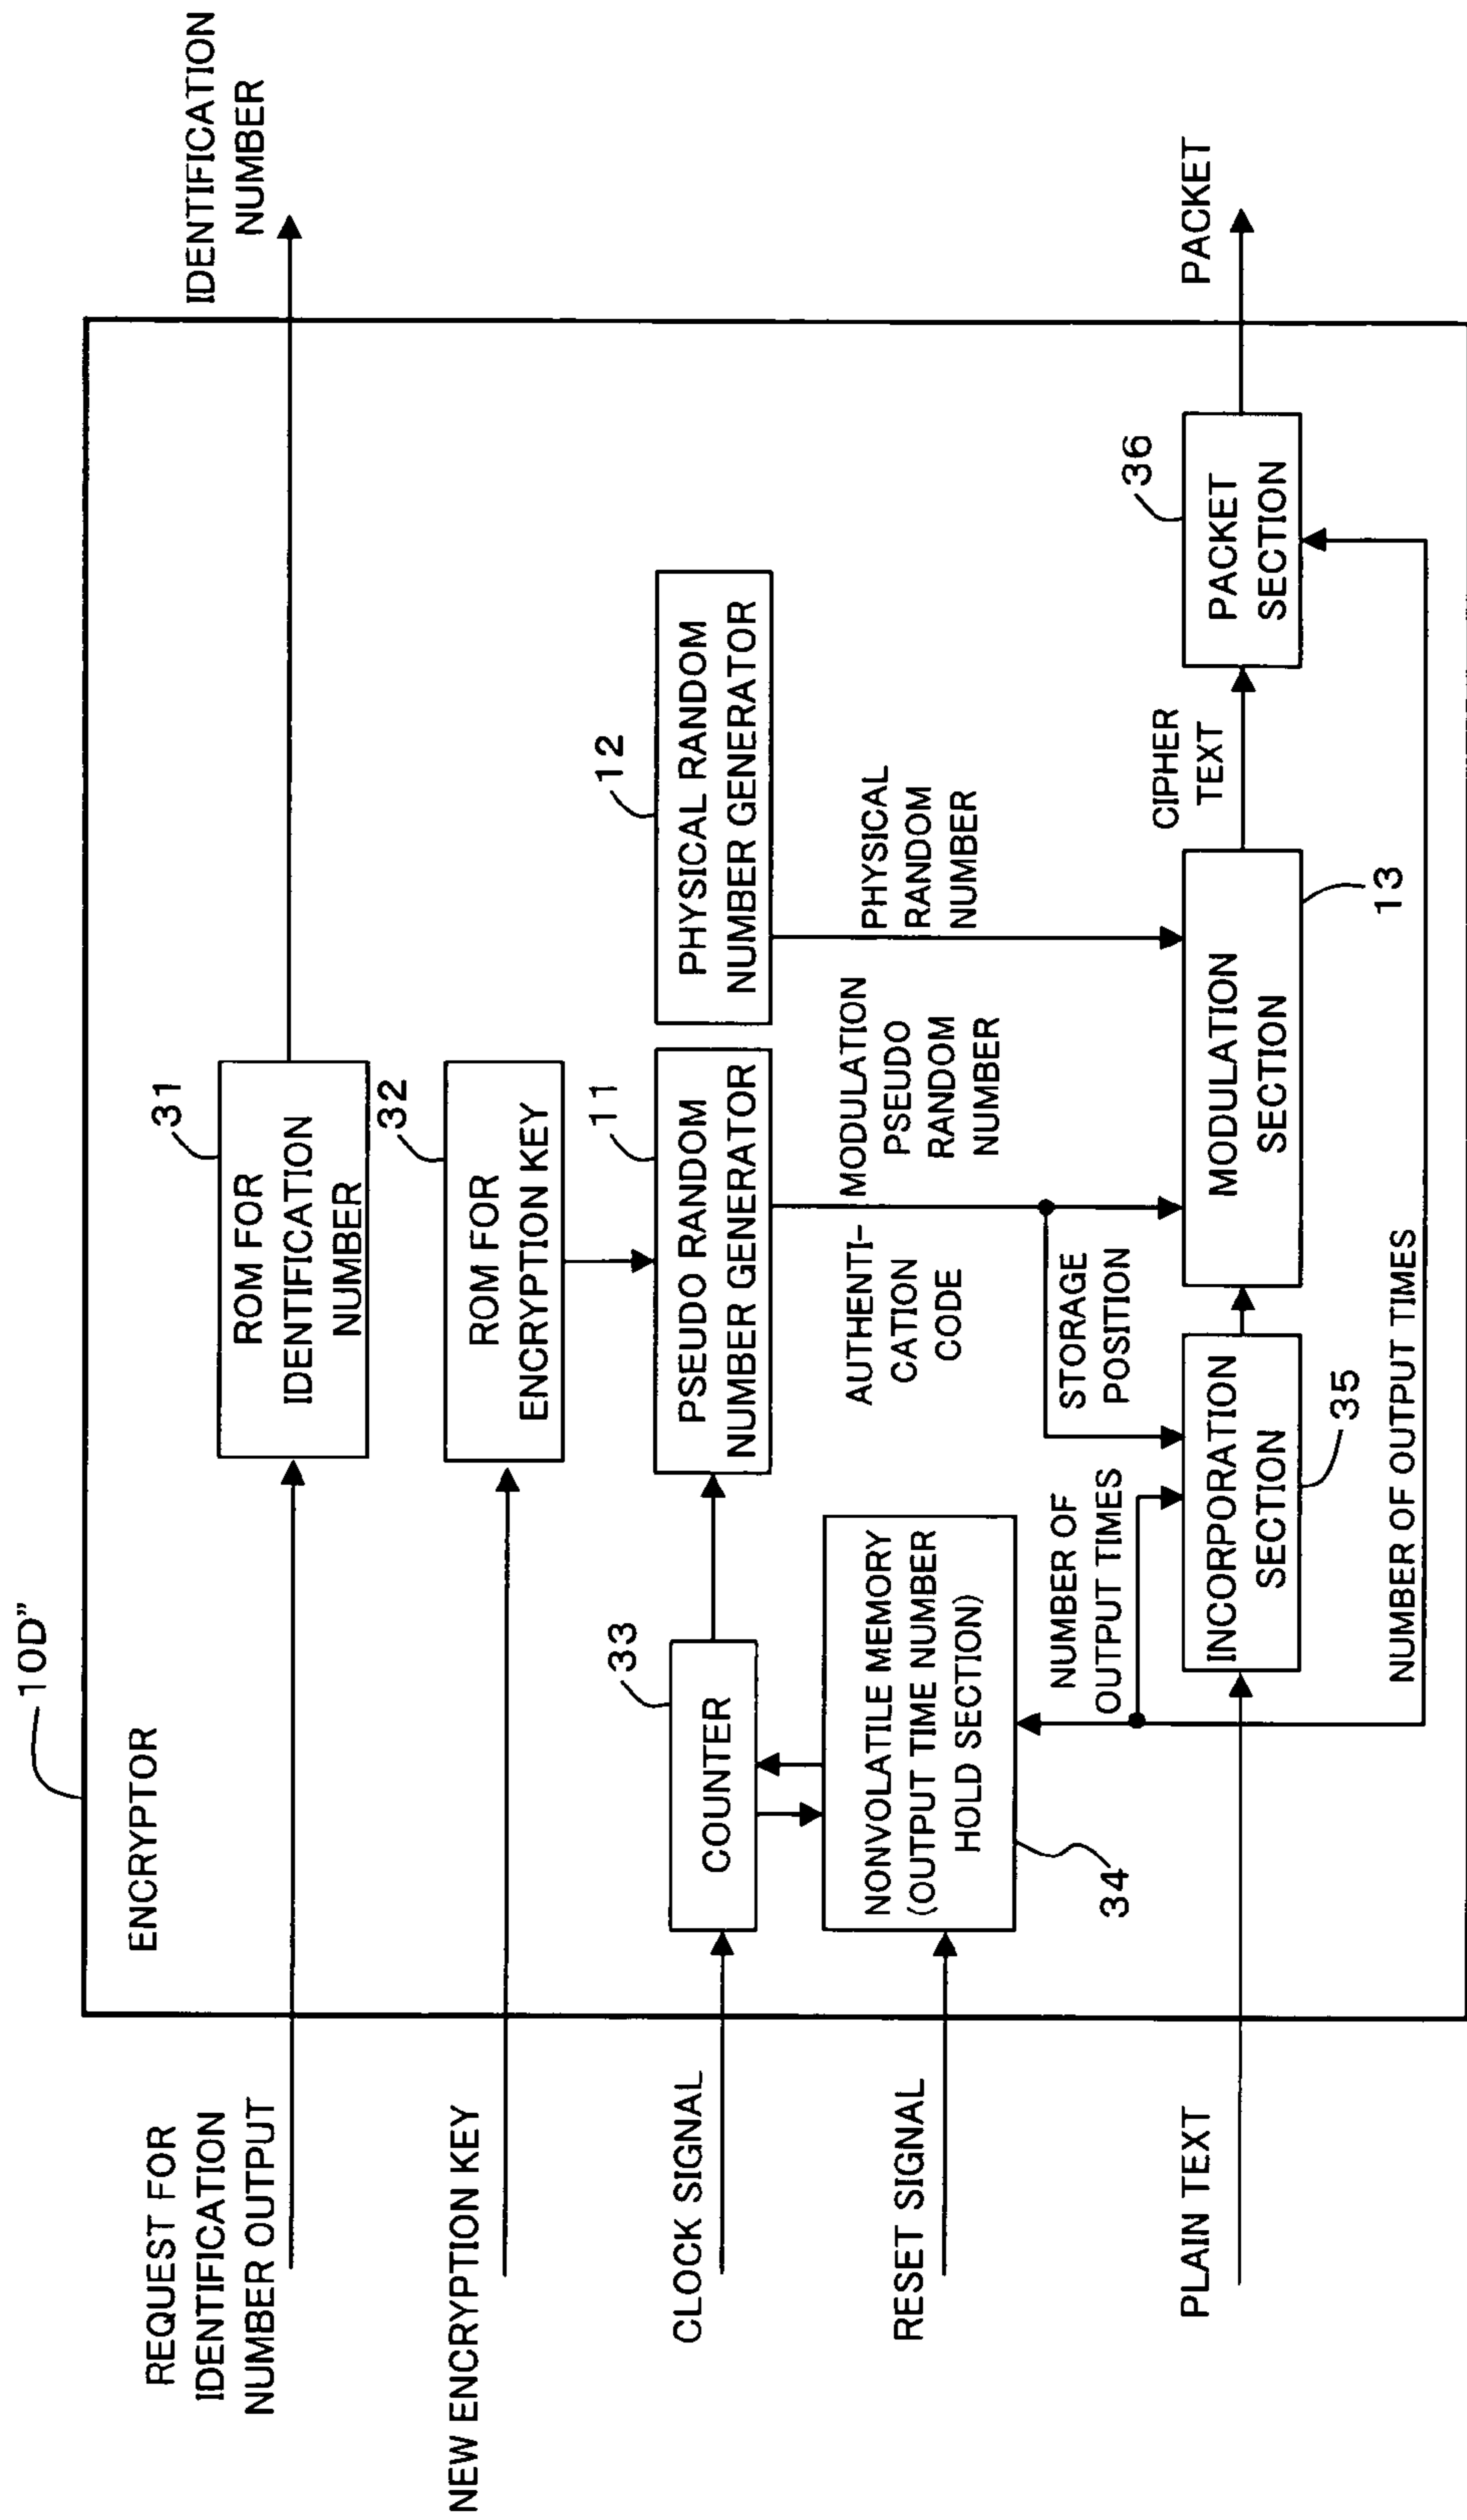 10D”
ENCRYPTOR
REQUEST FOR
IDENTIFICATION
NUMBER OUTPUT
31
ROM FOR
IDENTIFICATION
NUMBER
IDENTIFICATION
NUMBER
NEW ENCRYPTION KEY
32
ROM FOR
ENCRYPTION KEY
CLOCK SIGNAL
33
COUNTER
11
PSEUDO RANDOM
NUMBER GENERATOR
12
PHYSICAL RANDOM
NUMBER GENERATOR
RESET SIGNAL
NONVOLATILE MEMORY
(OUTPUT TIME NUMBER
HOLD SECTION)
34
AUTHENTI-
CATION
CODE
MODULATION
PSEUDO
RANDOM
NUMBER
PHYSICAL
RANDOM
NUMBER
NUMBER OF
OUTPUT TIMES
STORAGE
POSITION
PLAIN TEXT
INCORPORATION
SECTION
35
MODULATION
SECTION
13
CIPHER
TEXT
36
PACKET
SECTION
PACKET
NUMBER OF OUTPUT TIMES